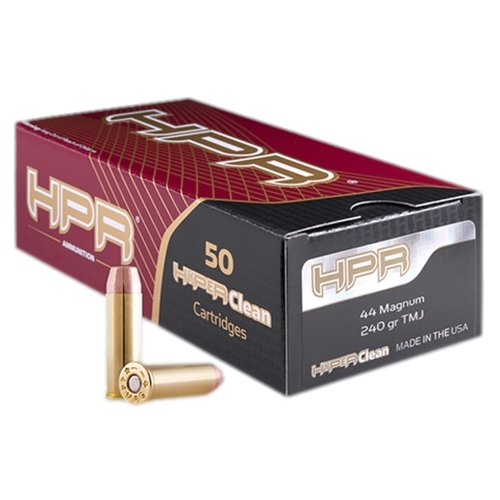 HPR
HPR®
AMMUNITION
50
HYPERClean
Cartridges
HPR
44 Magnum
240 gr TMJ
HYPERClean MADE IN THE USA